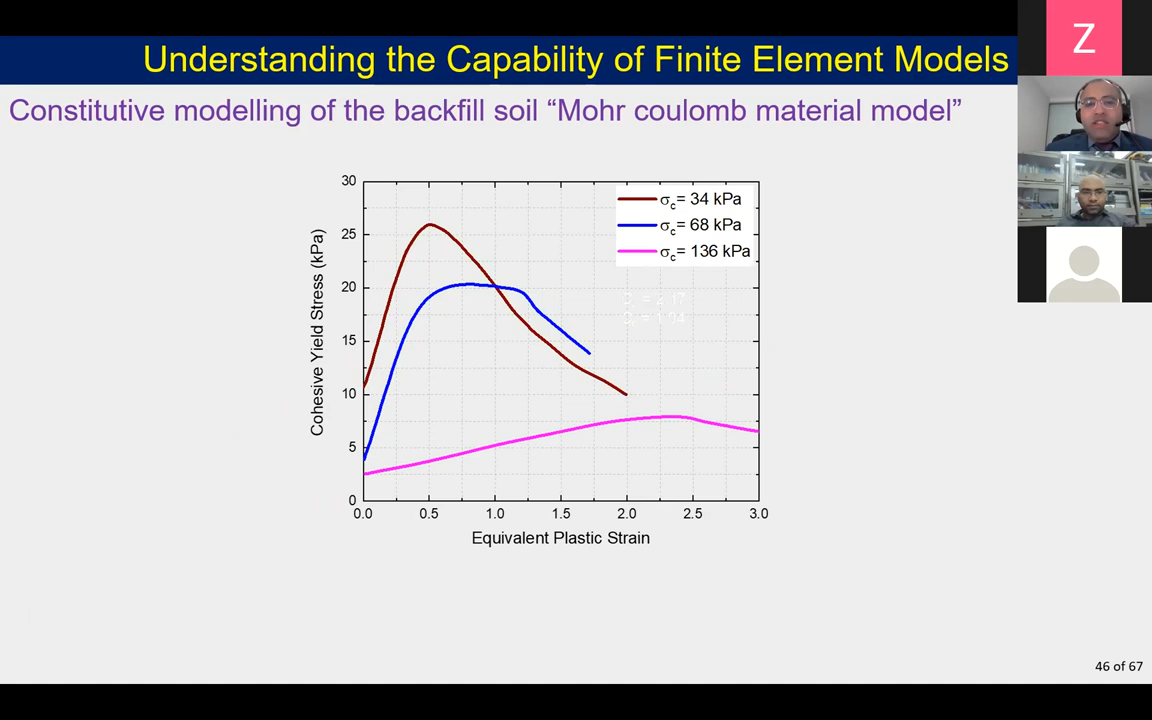 Understanding the Capability of Finite Element Models
Constitutive modelling of the backfill soil “Mohr coulomb material model”
30
25
20
15
10
5
0
Cohesive Yield Stress (kPa)
σc= 34 kPa
σc= 68 kPa
σc= 136 kPa
0.0 0.5 1.0 1.5 2.0 2.5 3.0
Equivalent Plastic Strain
Z
46 of 67